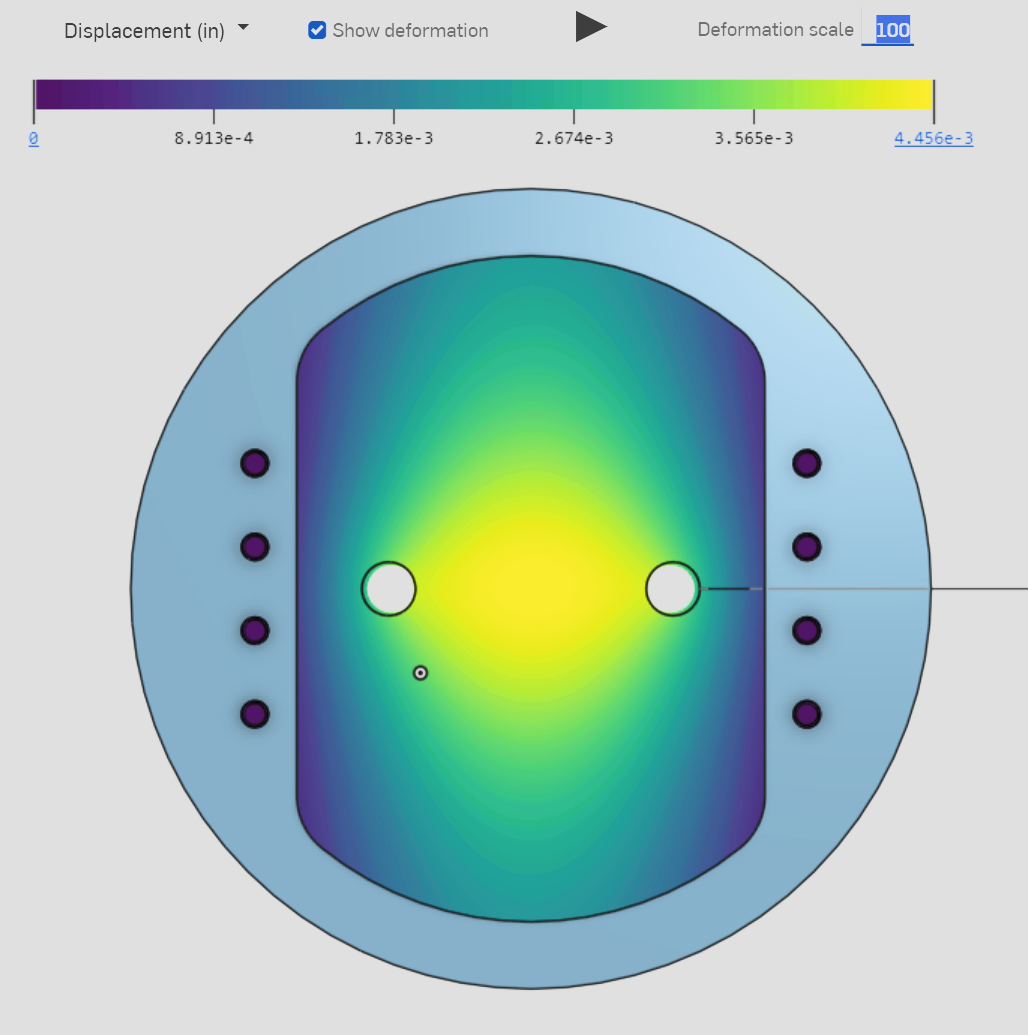 Displacement (in) Show deformation Deformation scale 100
0 8.913e-4 1.783e-3 2.674e-3 3.565e-3 4.456e-3